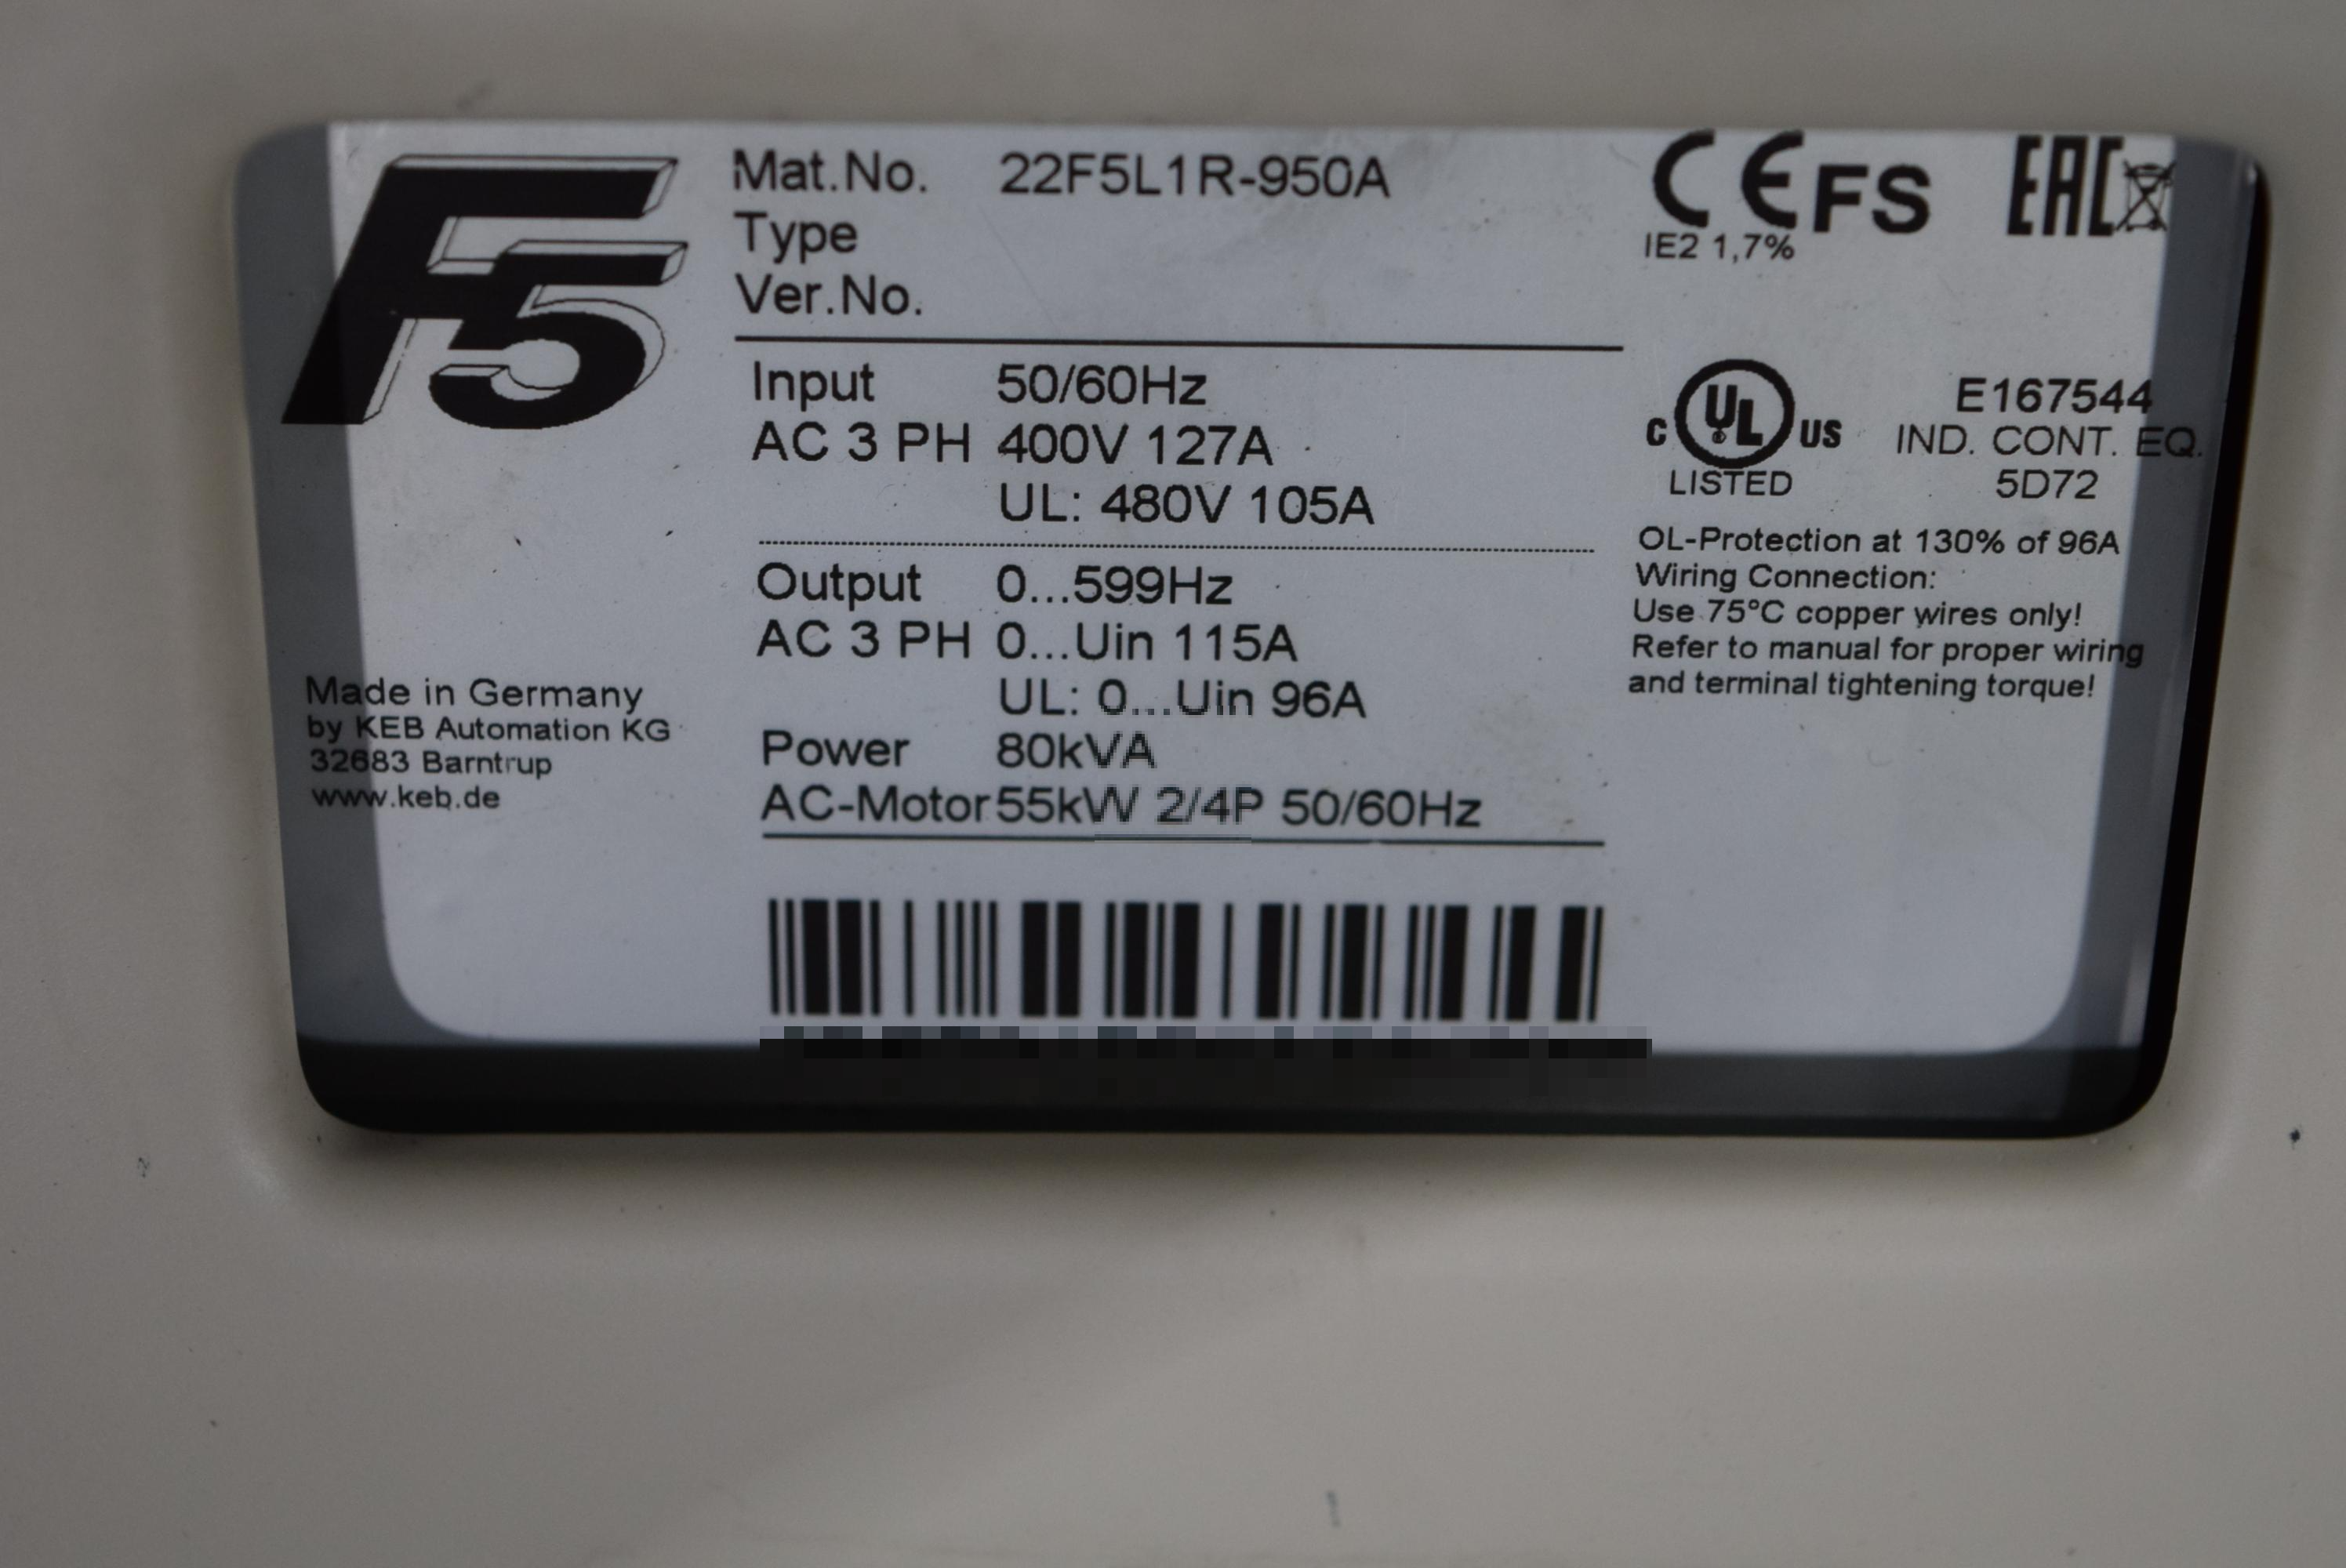 F5
Mat.No. 22F5L1R-950A
Type
Ver.No.
Input 50/60Hz
AC 3 PH 400V 127A
UL: 480V 105A
Output 0...599Hz
AC 3 PH 0...Uin 115A
UL: 0...Uin 96A
Power 80kVA
AC-Motor 55kW 2/4P 50/60Hz
Made in Germany
by KEB Automation KG
32683 Barntrup
www.keb.de
CE FS EAC
IE2 1,7%
C UL US
LISTED
E167544
IND. CONT. EQ.
5D72
OL-Protection at 130% of 96A
Wiring Connection:
Use 75°C copper wires only!
Refer to manual for proper wiring
and terminal tightening torque!